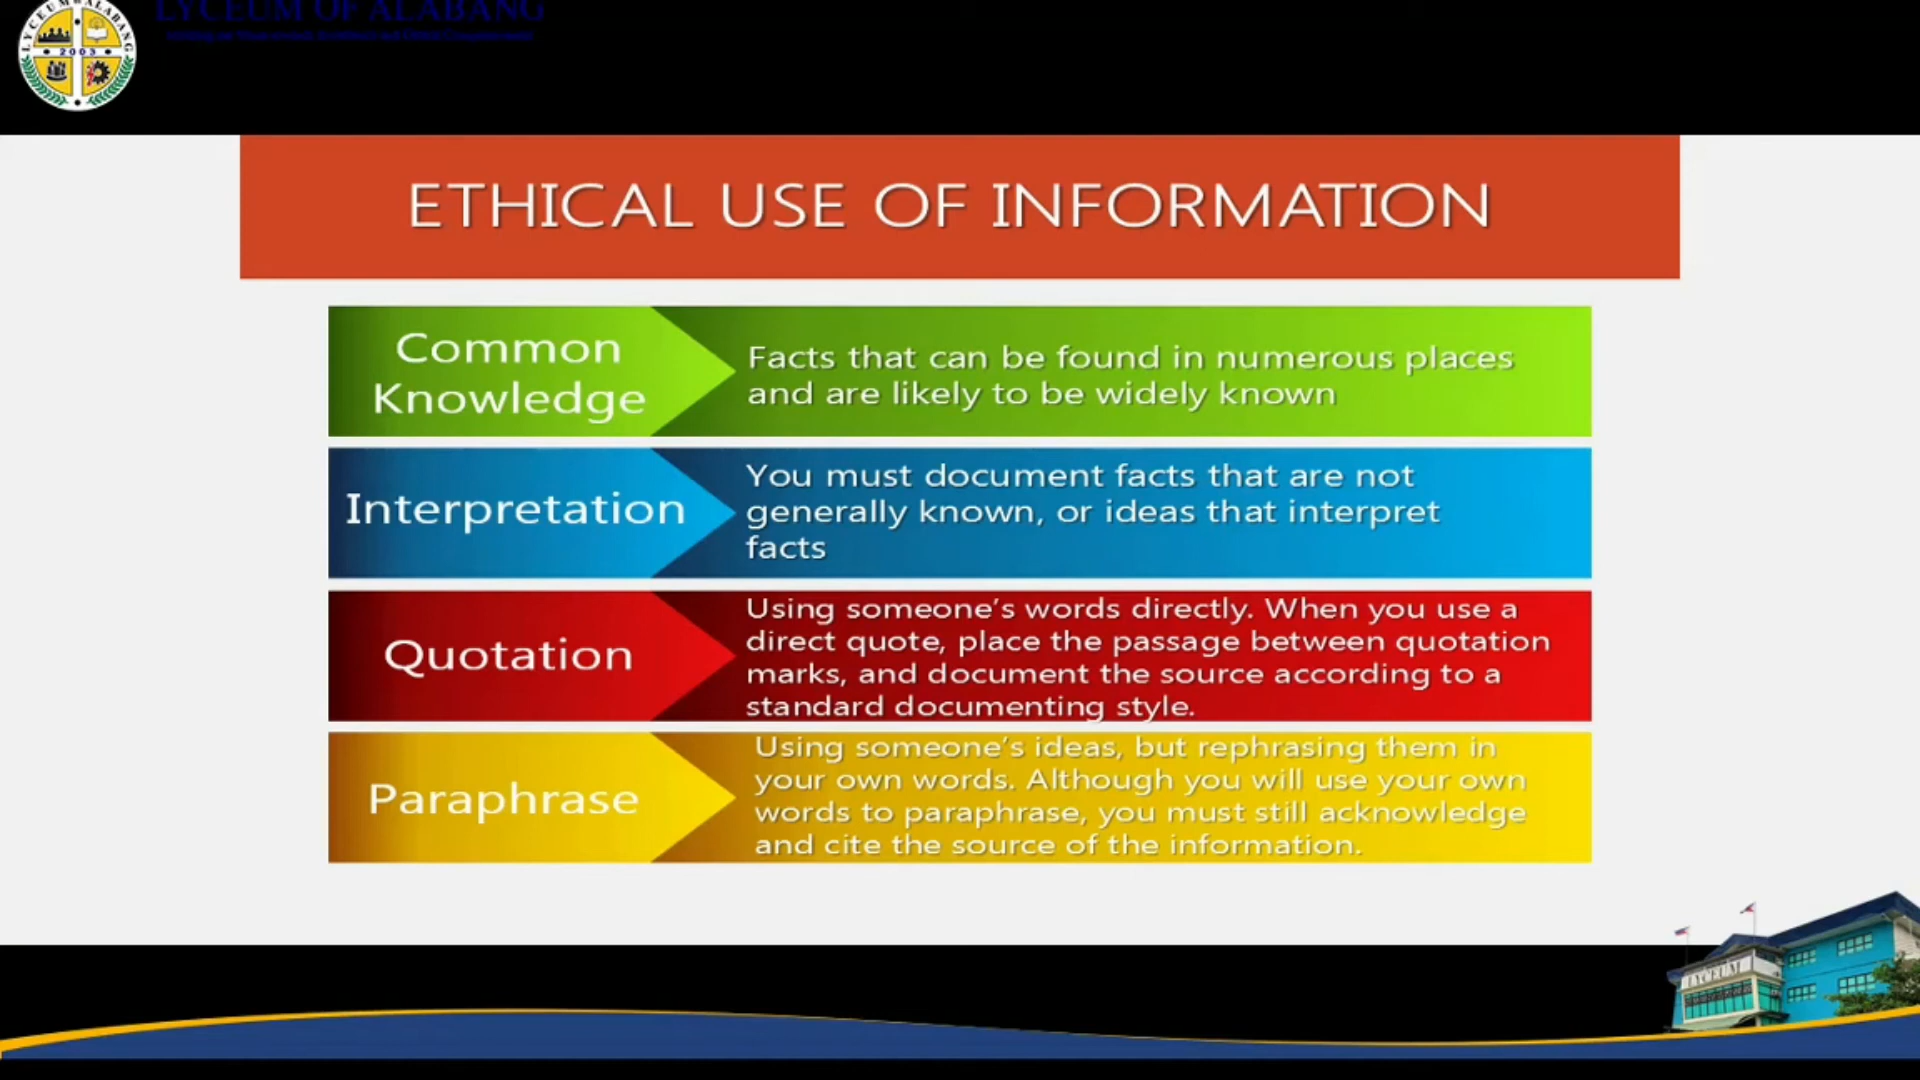 LYCEUM OF ALABANG
LYCEUM OF ALABANG
2003
ETHICAL USE OF INFORMATION
Common
Knowledge
Facts that can be found in numerous places
and are likely to be widely known
Interpretation
You must document facts that are not
generally known, or ideas that interpret
facts
Quotation
Using someone’s words directly. When you use a
direct quote, place the passage between quotation
marks, and document the source according to a
standard documenting style.
Paraphrase
Using someone’s ideas, but rephrasing them in
your own words. Although you will use your own
words to paraphrase, you must still acknowledge
and cite the source of the information.
LYCEUM